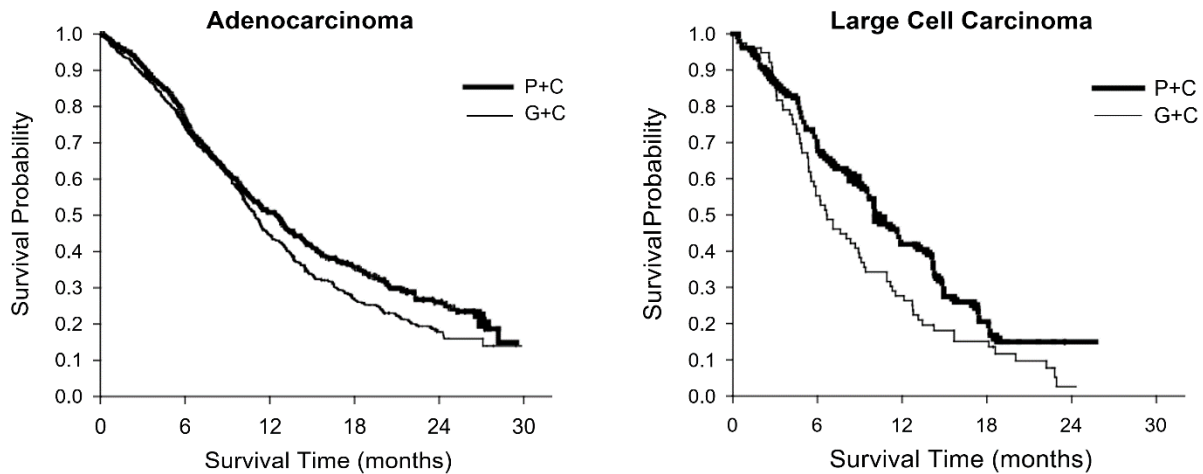 Adenocarcinoma
1.0
0.9
0.8
0.7
0.6
0.5
0.4
0.3
0.2
0.1
0.0
Survival Probability
P+C
G+C
0 6 12 18 24 30
Survival Time (months)
Large Cell Carcinoma
1.0
0.9
0.8
0.7
0.6
0.5
0.4
0.3
0.2
0.1
0.0
Survival Probability
P+C
G+C
0 6 12 18 24 30
Survival Time (months)